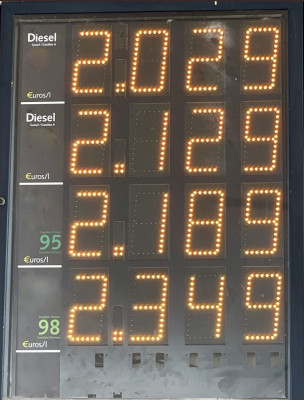 Diesel 2.029
€uros/l
Diesel 2.129
€uros/l
95 2.189
€uros/l
98 2.349
€uros/l